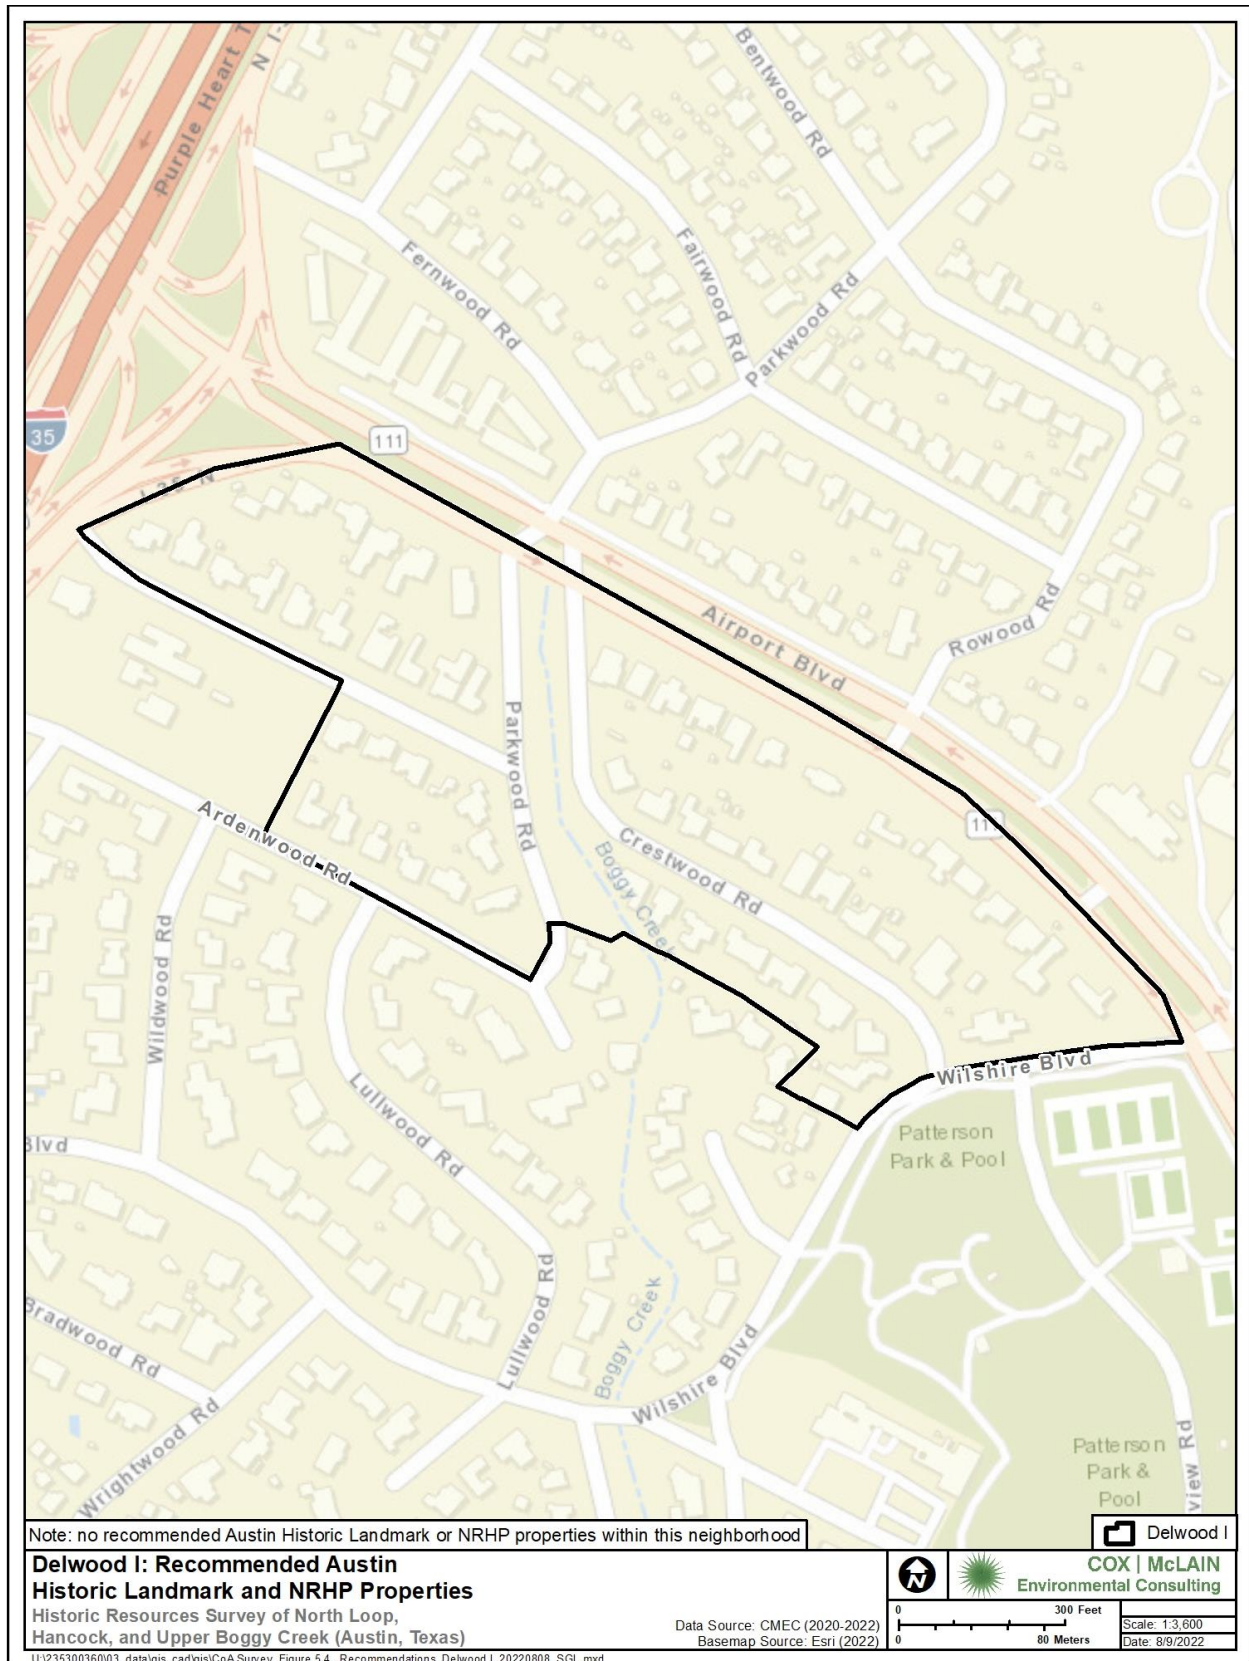 Purple Heart T
N I-
Bentwood Rd
Fernwood Rd
Fairwood Rd
Parkwood Rd
35
111
I-35 N
Airport Blvd
Rowood Rd
Parkwood Rd
Ardenwood Rd
Crestwood Rd
Boggy Creek
111
Wildwood Rd
Lullwood Rd
Wilshire Blvd
Patterson
Park & Pool
Blvd
Bradwood Rd
Wrightwood Rd
Lullwood Rd
Boggy Creek
Wilshire Blvd
Patterson
Park &
Pool
view Rd
Note: no recommended Austin Historic Landmark or NRHP properties within this neighborhood
Delwood I
Delwood I: Recommended Austin
Historic Landmark and NRHP Properties
Historic Resources Survey of North Loop,
Hancock, and Upper Boggy Creek (Austin, Texas)
Data Source: CMEC (2020-2022)
Basemap Source: Esri (2022)
N
COX | McLAIN
Environmental Consulting
0 300 Feet
0 80 Meters
Scale: 1:3,600
Date: 8/9/2022